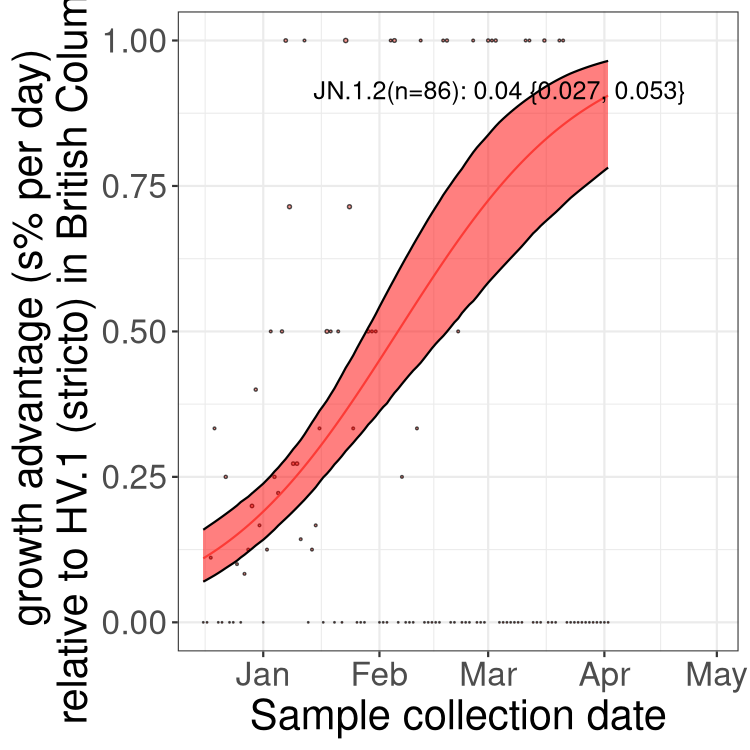 growth advantage (s% per day)
relative to HV.1 (stricto) in British Colum
1.00
0.75
0.50
0.25
0.00
JN.1.2(n=86): 0.04 {0.027, 0.053}
Jan Feb Mar Apr May
Sample collection date